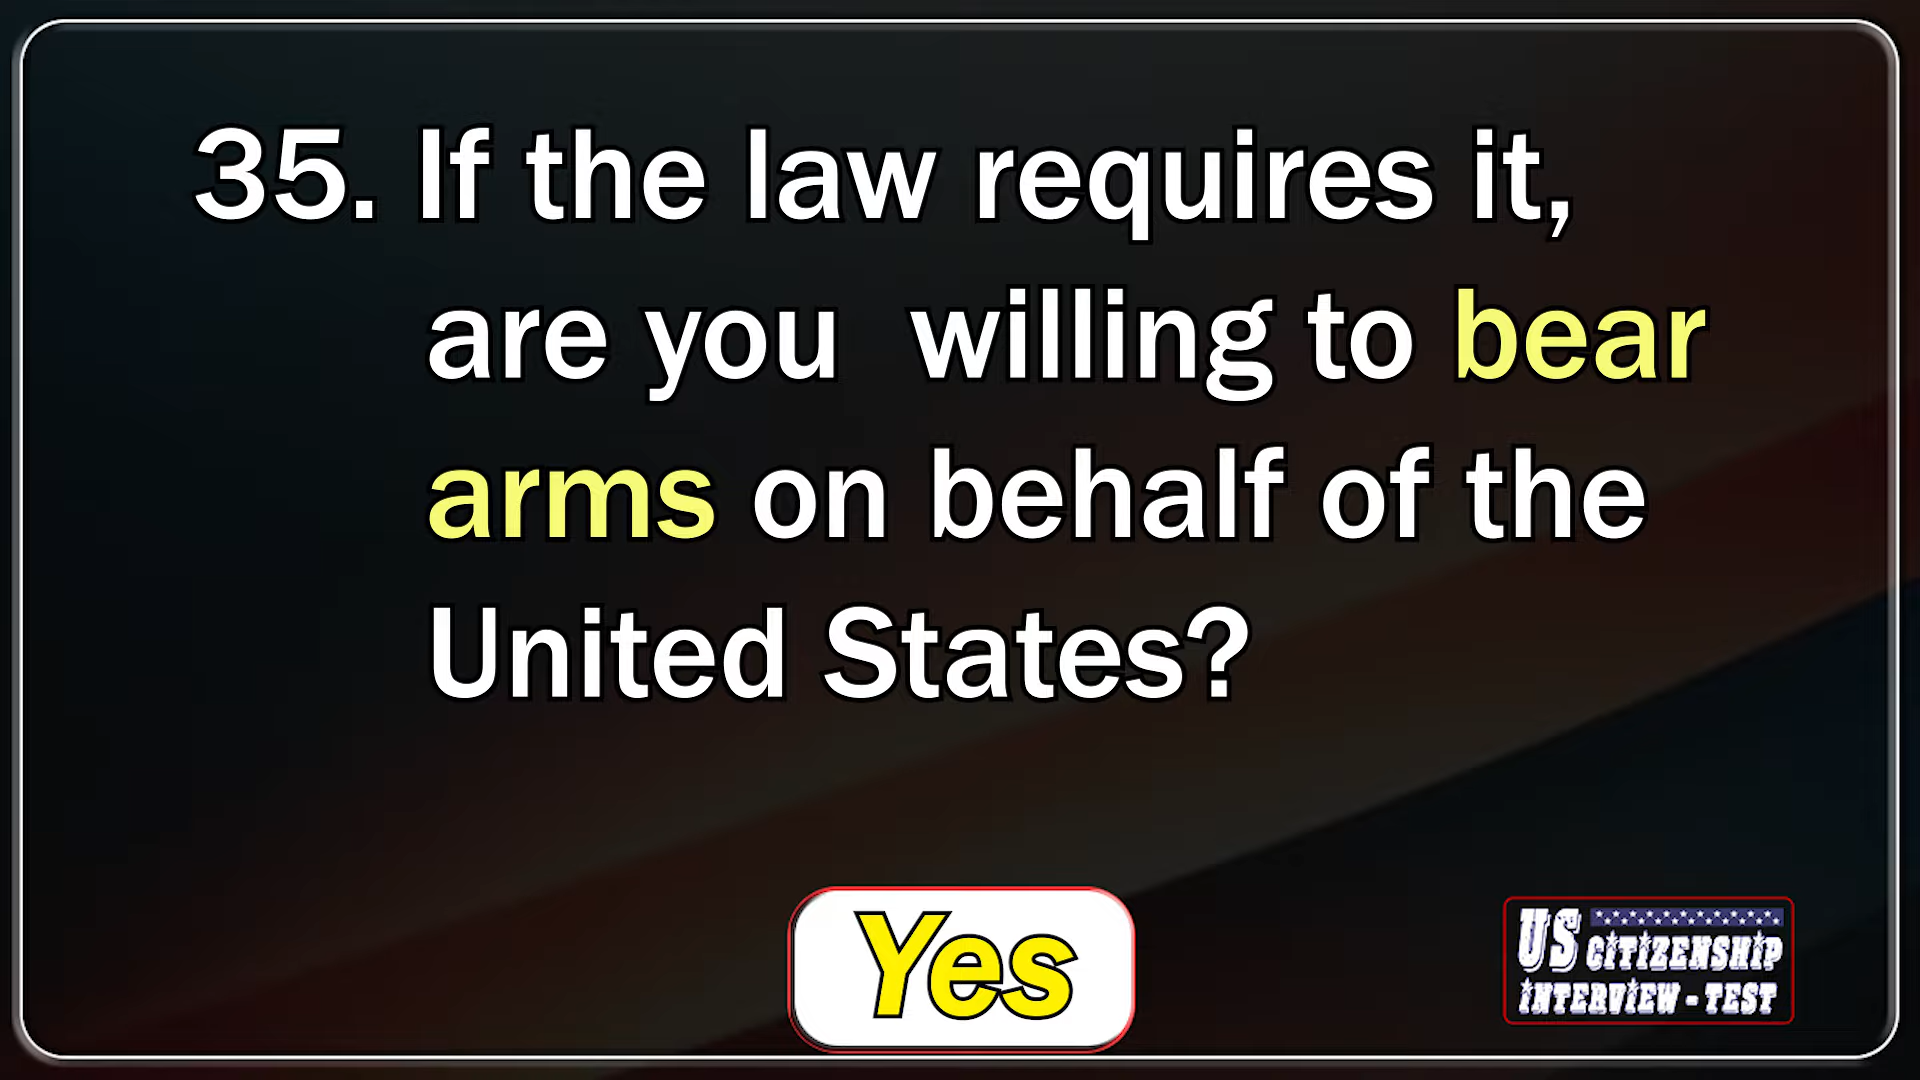 35. If the law requires it,
are you willing to bear
arms on behalf of the
United States?
Yes
US CITIZENSHIP
INTERVIEW - TEST